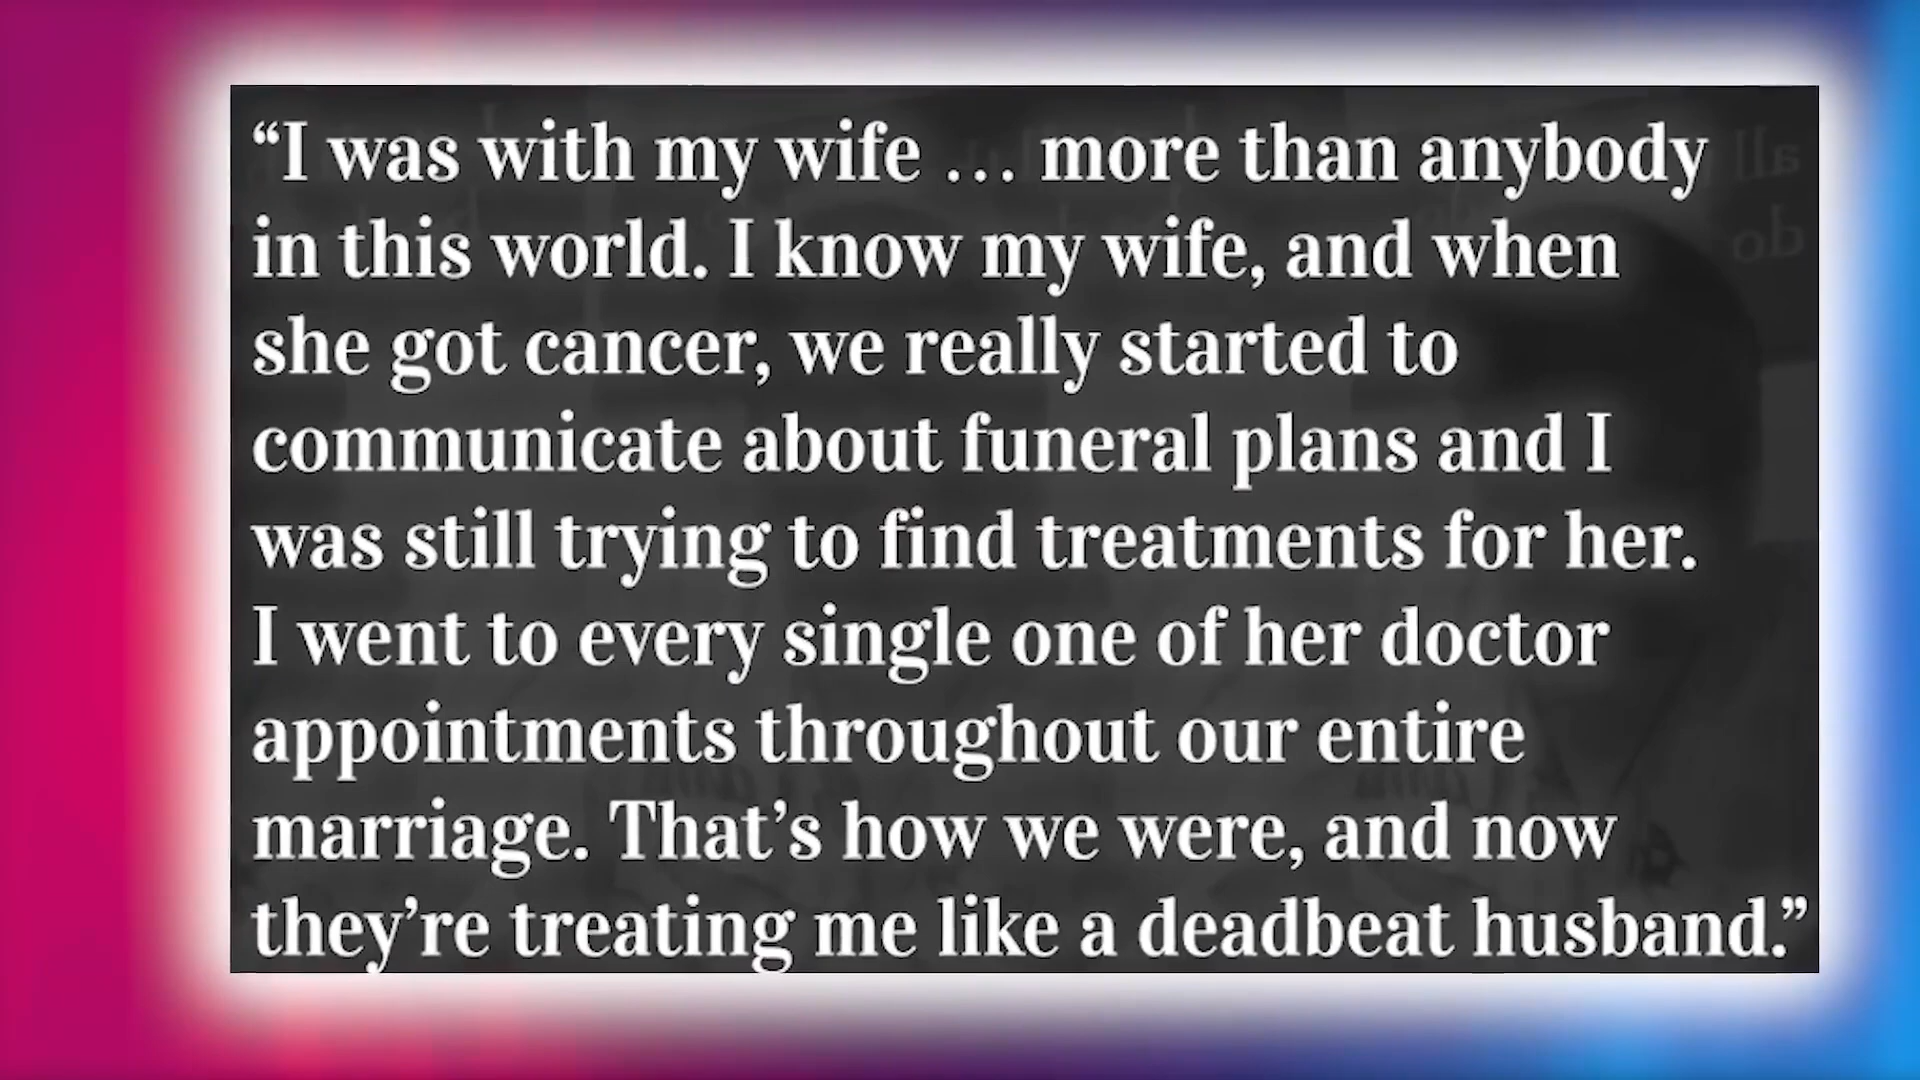 “I was with my wife … more than anybody
in this world. I know my wife, and when
she got cancer, we really started to
communicate about funeral plans and I
was still trying to find treatments for her.
I went to every single one of her doctor
appointments throughout our entire
marriage. That’s how we were, and now
they’re treating me like a deadbeat husband.”